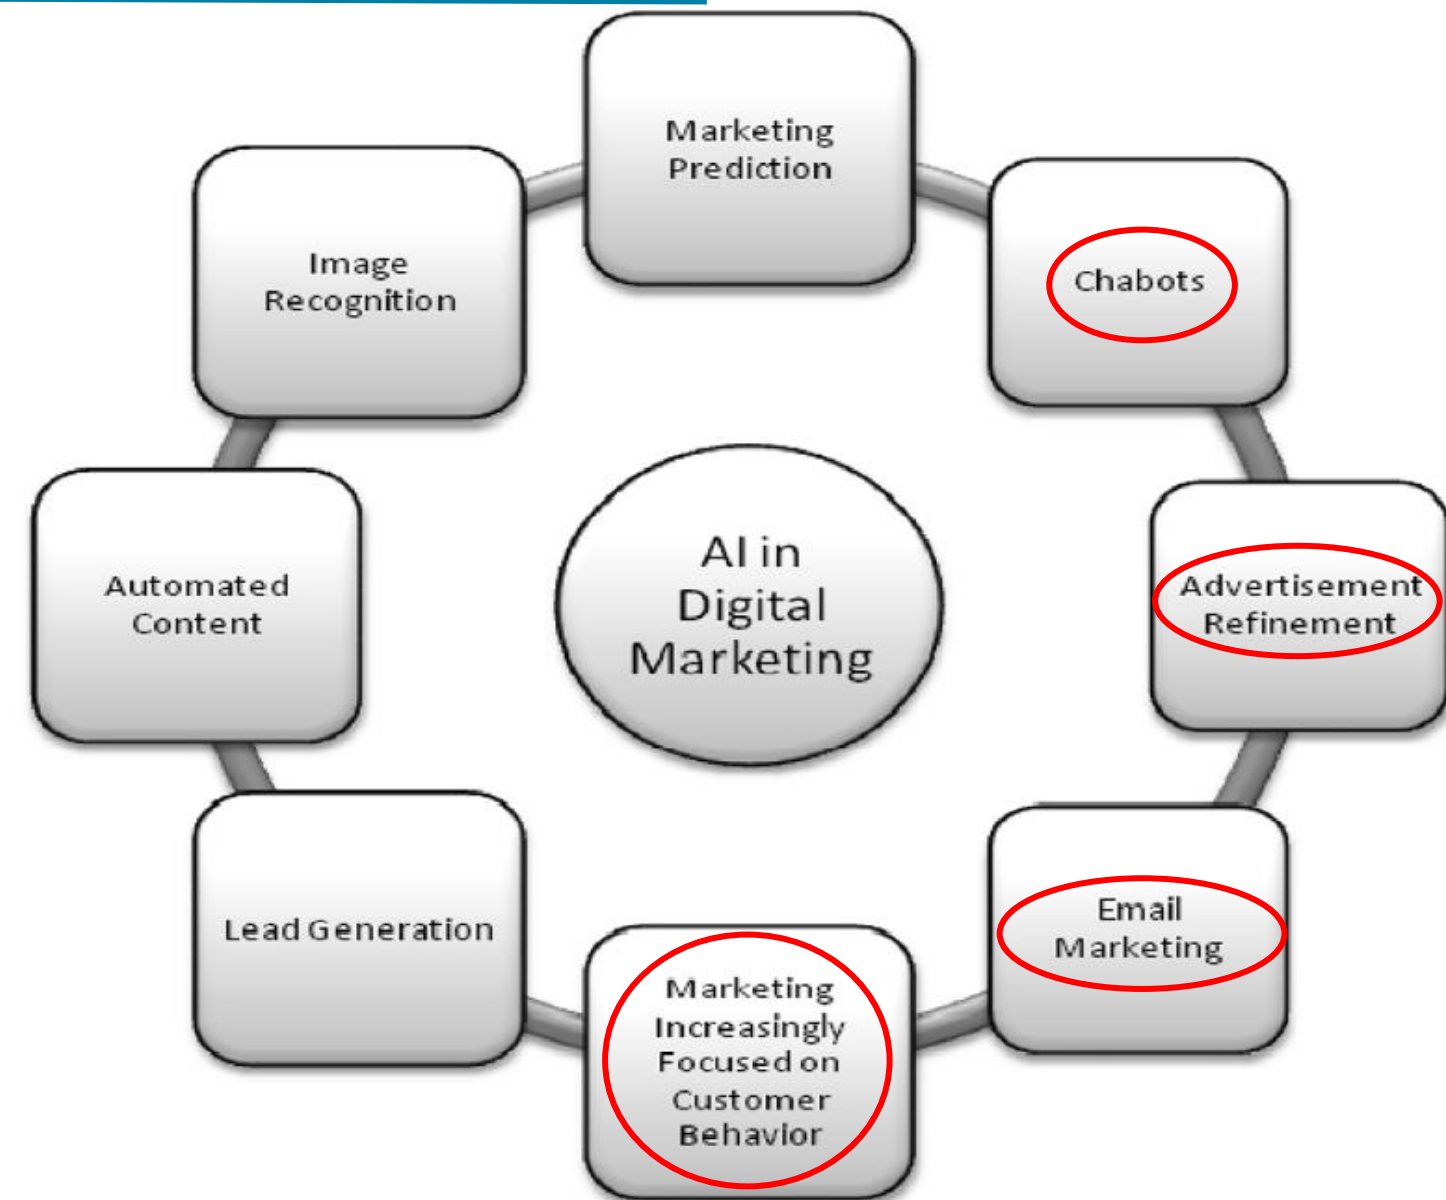 Marketing
Prediction
Chabots
Advertisement
Refinement
Email
Marketing
Marketing
Increasingly
Focused on
Customer
Behavior
Lead Generation
Automated
Content
Image
Recognition
AI in
Digital
Marketing